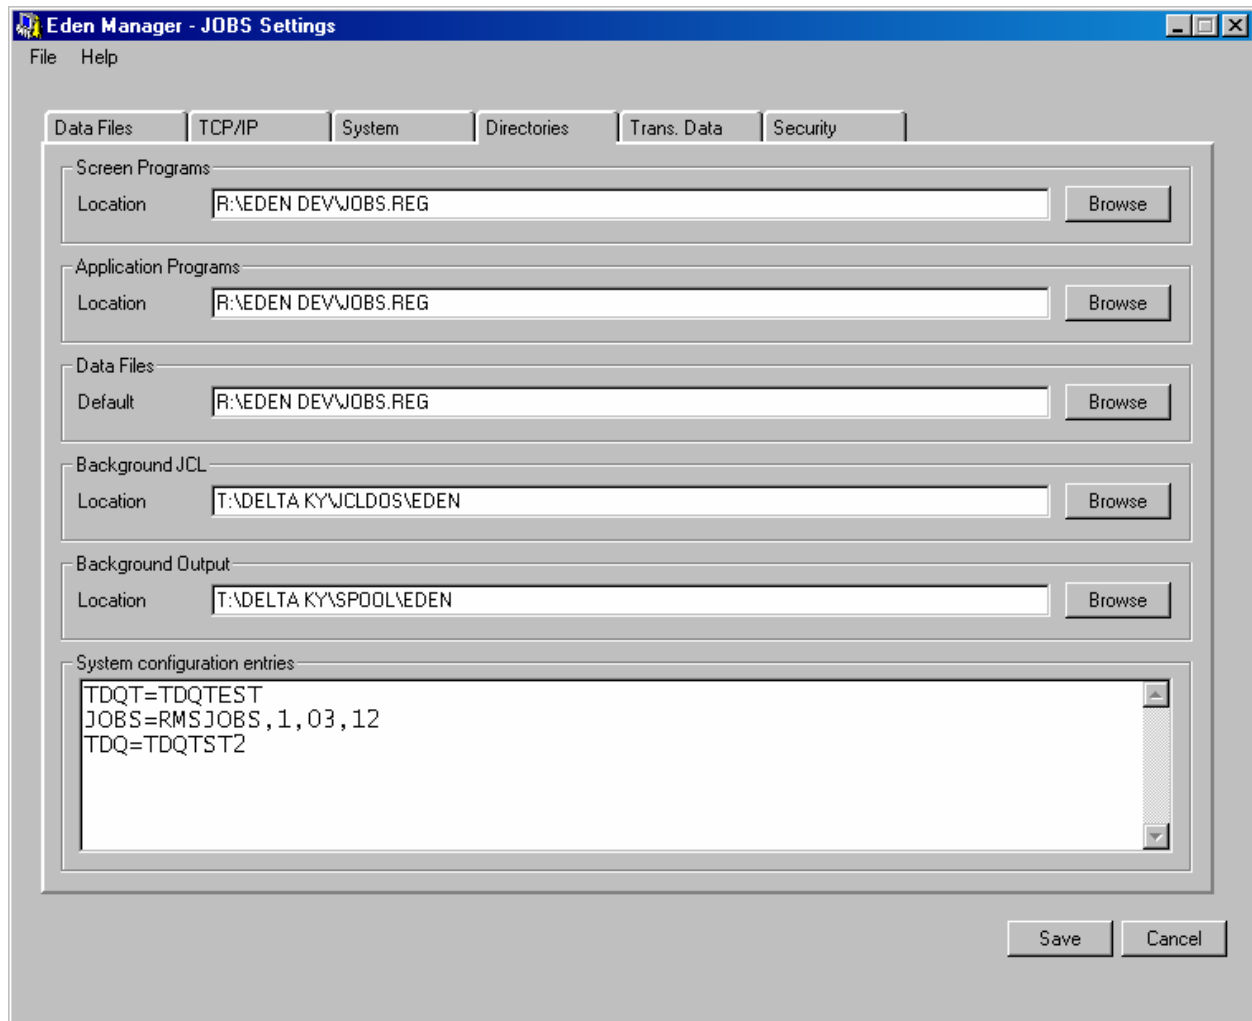 Eden Manager - JOBS Settings
File Help
Data Files TCP/IP System Directories Trans. Data Security
Screen Programs
Location R:\EDEN DEV\JOBS.REG Browse
Application Programs
Location R:\EDEN DEV\JOBS.REG Browse
Data Files
Default R:\EDEN DEV\JOBS.REG Browse
Background JCL
Location T:\DELTA KY\JCLDOS\EDEN Browse
Background Output
Location T:\DELTA KY\SPOOL\EDEN Browse
System configuration entries
TDQT=TDQTEST
JOBS=RMSJOBS,1,03,12
TDQ=TDQTST2
Save Cancel